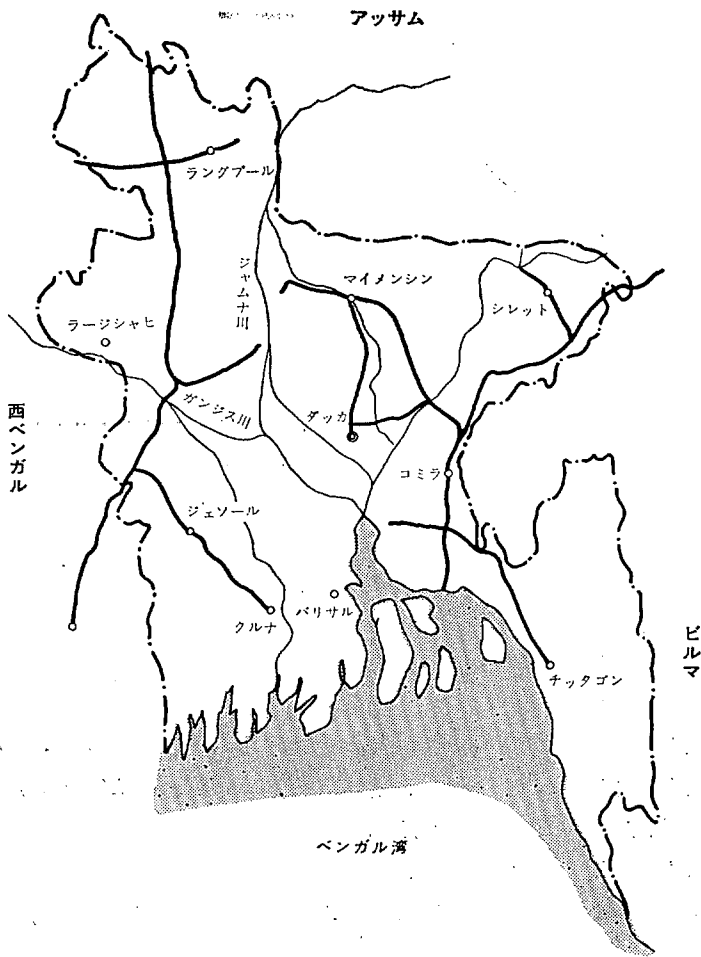 アッサム
ラングプール
ジャムナ川
マイメンシン
シレット
ラージシャヒ
ガンジス川
ダッカ
西ベンガル
コミラ
ジェソール
バリサル
クルナ
ビルマ
チッタゴン
ベンガル湾